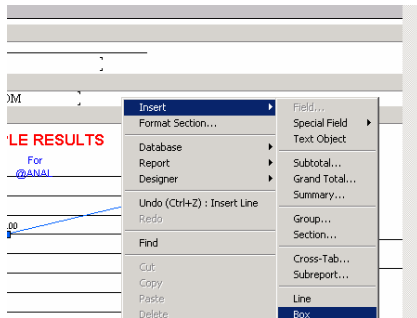 OM
LE RESULTS
For
@ANAL
.00
Insert
Format Section...
Database
Report
Designer
Undo (Ctrl+Z) : Insert Line
Redo
Find
Cut
Copy
Paste
Delete
Field...
Special Field
Text Object
Subtotal...
Grand Total...
Summary...
Group...
Section...
Cross-Tab...
Subreport...
Line
Box